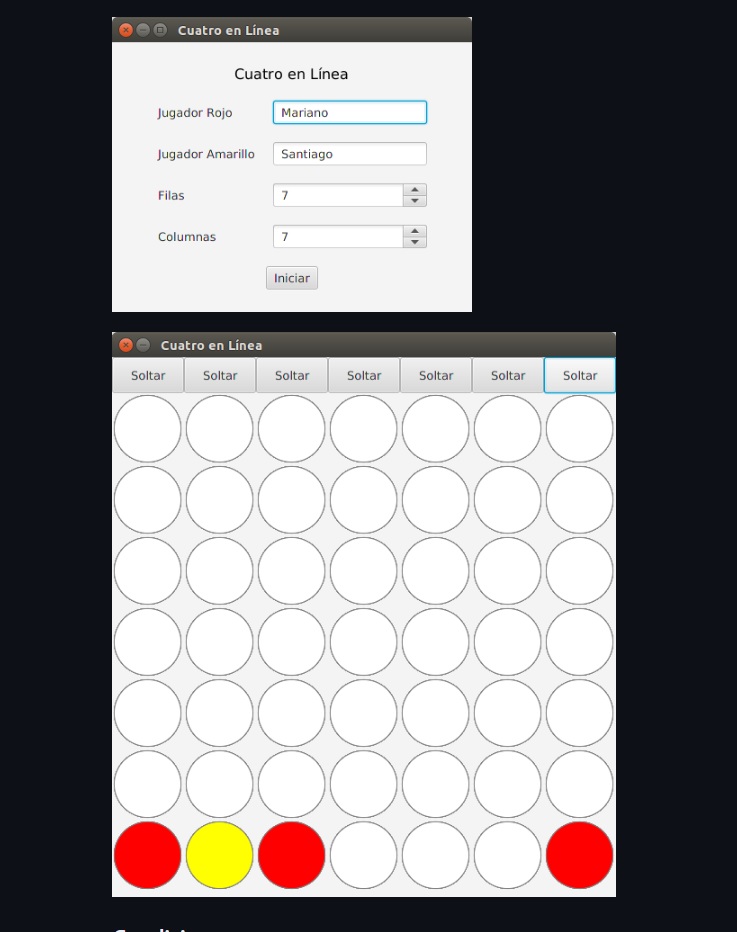 Cuatro en Línea
Cuatro en Línea
Jugador Rojo Mariano
Jugador Amarillo Santiago
Filas 7
Columnas 7
Iniciar
Cuatro en Línea
Soltar Soltar Soltar Soltar Soltar Soltar Soltar